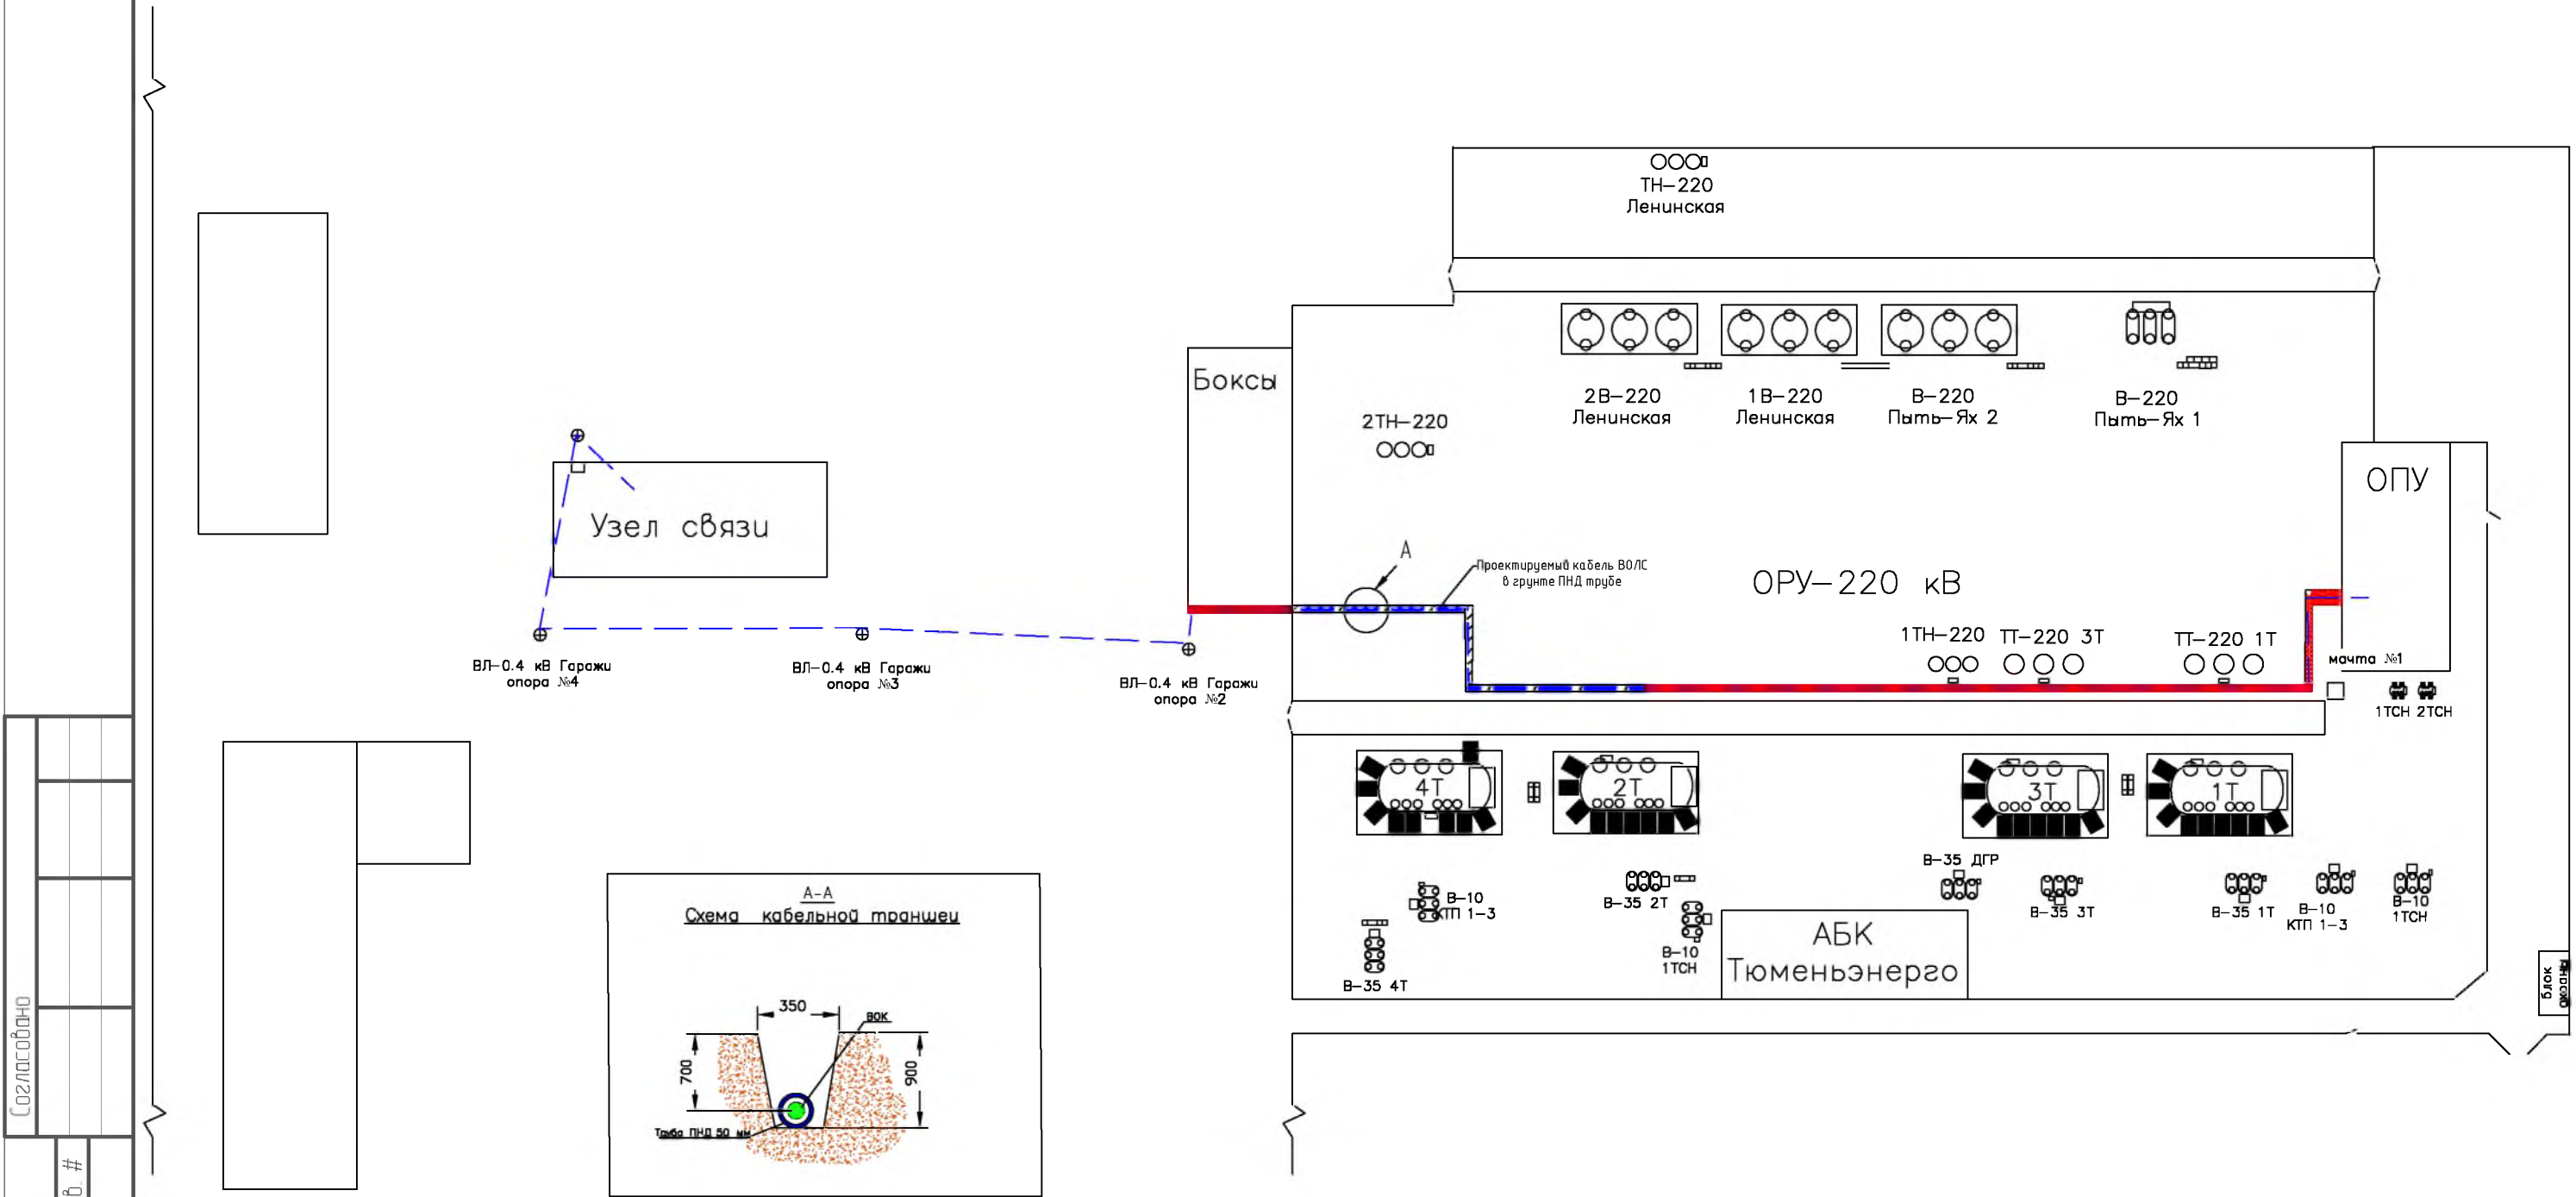 ТН-220
Ленинская
Боксы
2ТН-220
2В-220
Ленинская
1В-220
Ленинская
В-220
Пыть-Ях 2
В-220
Пыть-Ях 1
ОПУ
Узел связи
А
Проектируемый кабель ВОЛС
в грунте ПНД трубе
ОРУ-220 кВ
1ТН-220
ТТ-220 3Т
ТТ-220 1Т
мачта №1
1ТСН 2ТСН
ВЛ-0.4 кВ Гаражи
опора №4
ВЛ-0.4 кВ Гаражи
опора №3
ВЛ-0.4 кВ Гаражи
опора №2
4Т
2Т
3Т
1Т
В-10
КТП 1-3
В-35 4Т
В-35 2Т
В-10
1ТСН
В-35 ДГР
В-35 3Т
В-35 1Т
В-10
КТП 1-3
В-10
1ТСН
АБК
Тюменьэнерго
блок
А-А
Схема кабельной траншеи
350
ВОК
700
900
Труба ПНД 50 мм
Согласовано
в. #